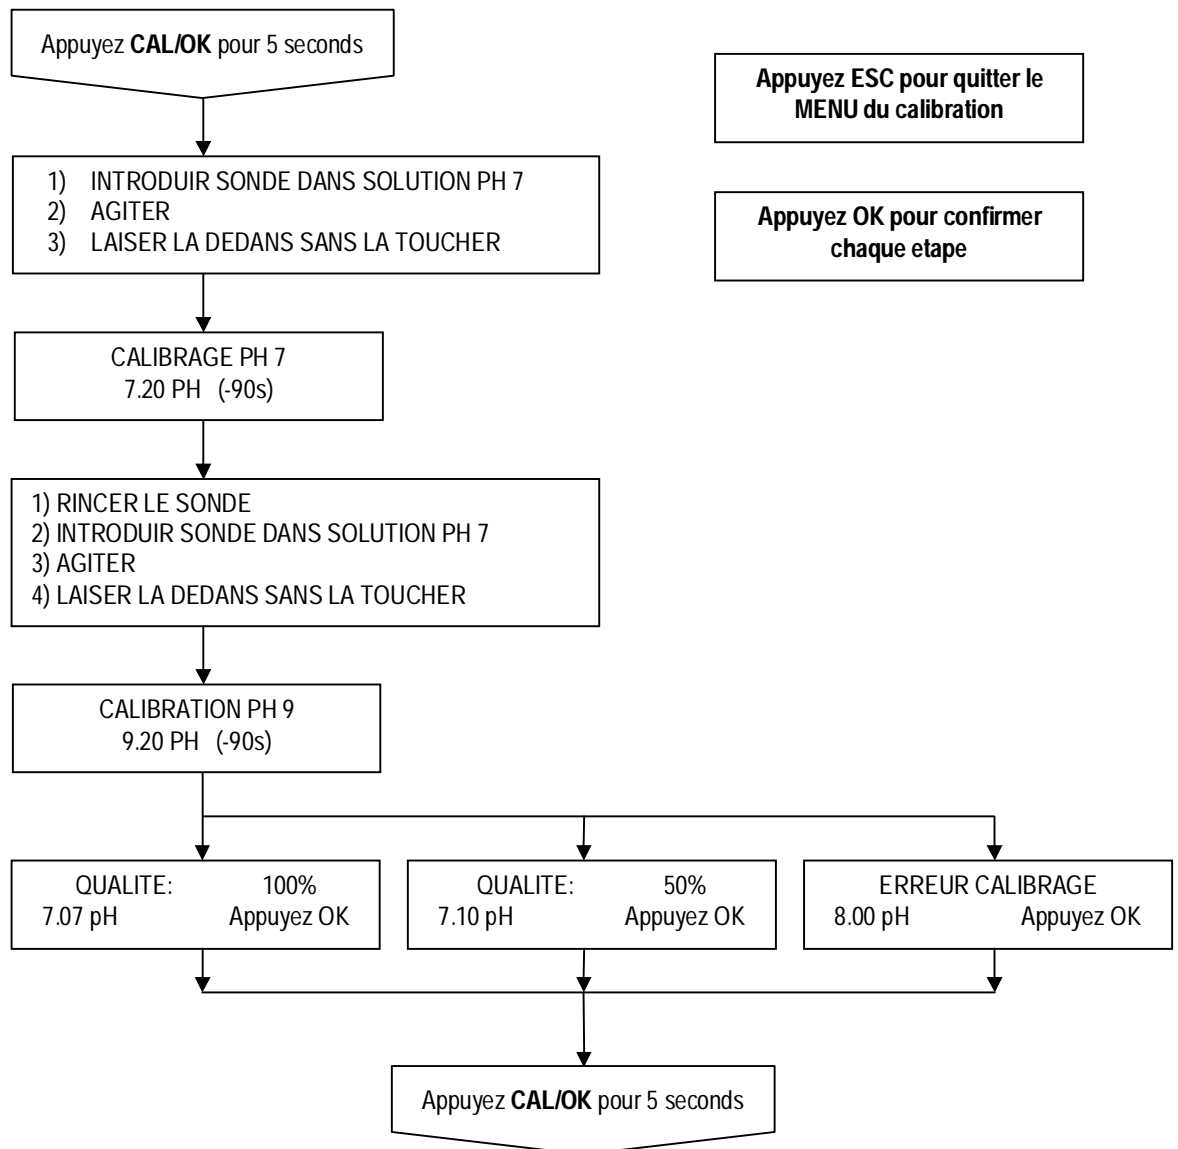 Appuyez CAL/OK pour 5 seconds
Appuyez ESC pour quitter le
MENU du calibration
1) INTRODUIR SONDE DANS SOLUTION PH 7
2) AGITER
3) LAISER LA DEDANS SANS LA TOUCHER
Appuyez OK pour confirmer
chaque etape
CALIBRAGE PH 7
7.20 PH (-90s)
1) RINCER LE SONDE
2) INTRODUIR SONDE DANS SOLUTION PH 7
3) AGITER
4) LAISER LA DEDANS SANS LA TOUCHER
CALIBRATION PH 9
9.20 PH (-90s)
QUALITE: 100%
7.07 pH Appuyez OK
QUALITE: 50%
7.10 pH Appuyez OK
ERREUR CALIBRAGE
8.00 pH Appuyez OK
Appuyez CAL/OK pour 5 seconds